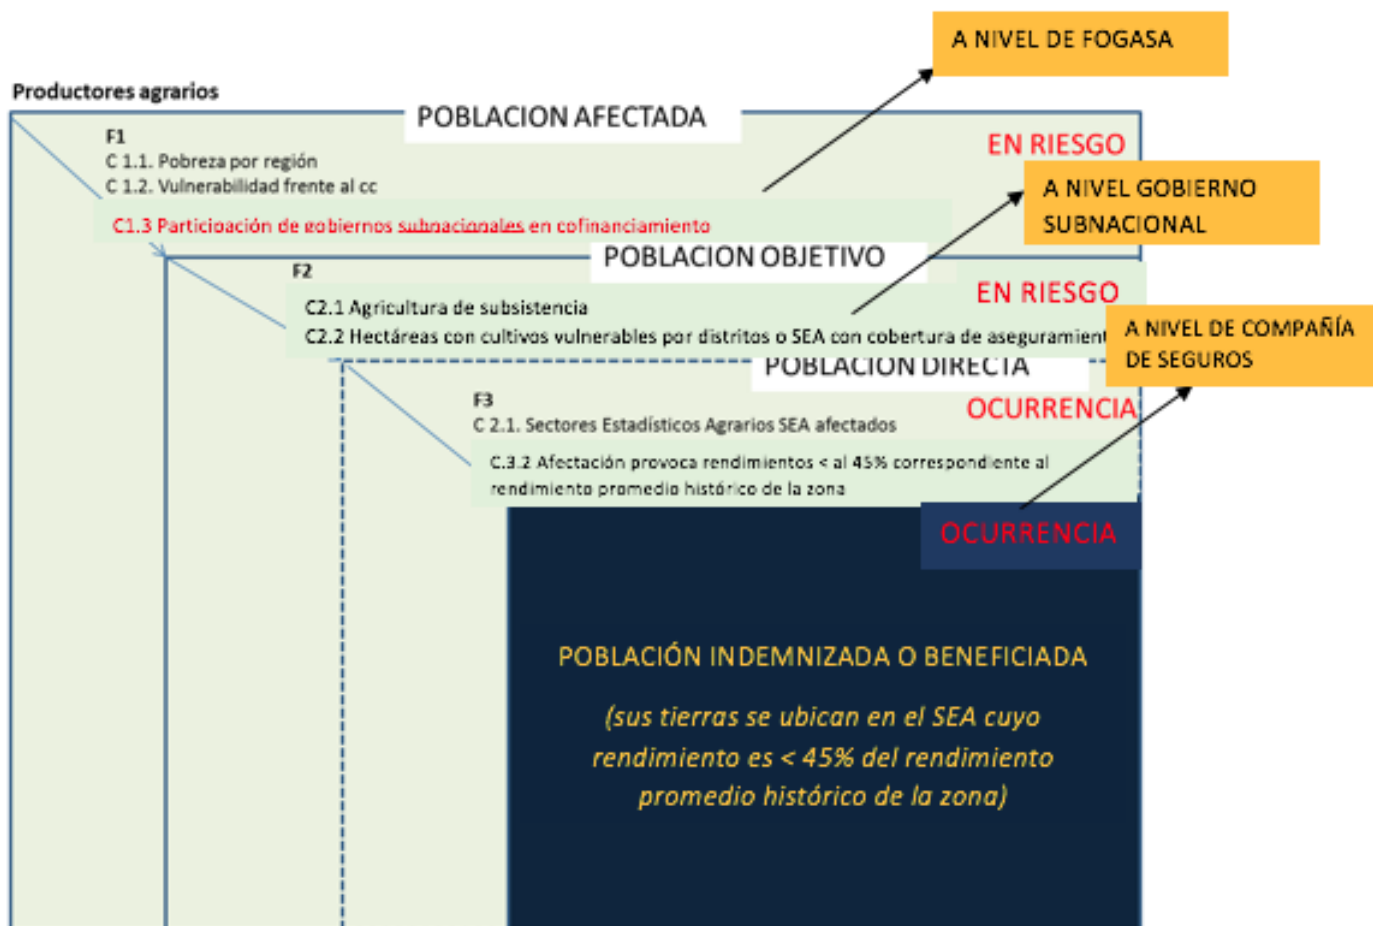 A NIVEL DE FOGASA
Productores agrarios
POBLACION AFECTADA
F1
C 1.1. Pobreza por región
EN RIESGO
C 1.2. Vulnerabilidad frente al cc
A NIVEL GOBIERNO
SUBNACIONAL
C1.3 Participación de gobiernos subnacionales en cofinanciamiento
POBLACION OBJETIVO
F2
EN RIESGO
C2.1 Agricultura de subsistencia
C2.2 Hectáreas con cultivos vulnerables por distritos o SEA con cobertura de aseguramient
A NIVEL DE COMPAÑÍA
DE SEGUROS
POBLACION DIRECTA
F3
OCURRENCIA
C 2.1. Sectores Estadísticos Agrarios SEA afectados
C.3.2 Afectación provoca rendimientos < al 45% correspondiente al
rendimiento promedio histórico de la zona
OCURRENCIA
POBLACIÓN INDEMNIZADA O BENEFICIADA
(sus tierras se ubican en el SEA cuyo
rendimiento es < 45% del rendimiento
promedio histórico de la zona)